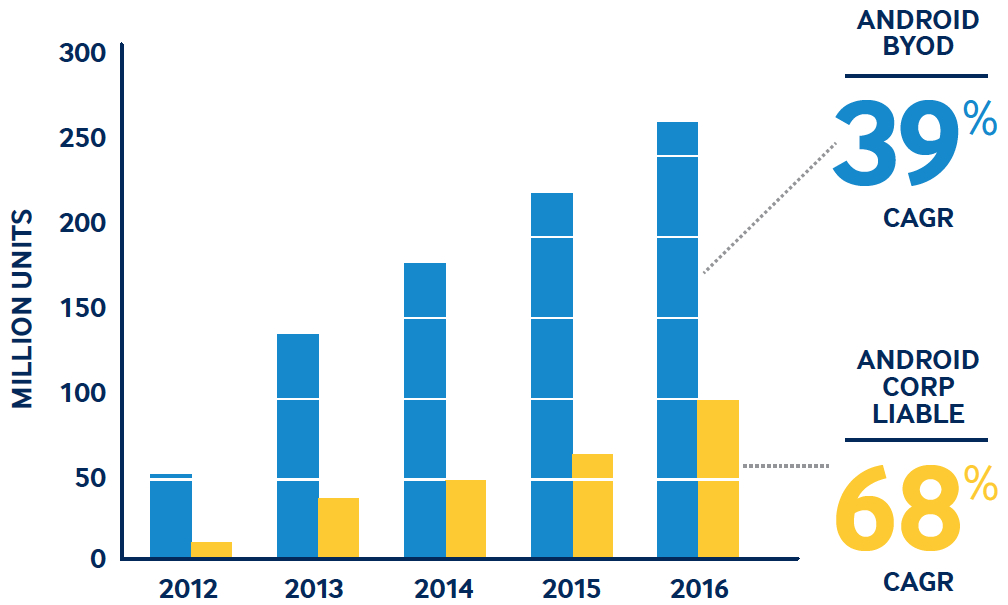 300
250
200
150
100
50
0
MILLION UNITS
2012
2013
2014
2015
2016
ANDROID
BYOD
39%
CAGR
ANDROID
CORP
LIABLE
68%
CAGR